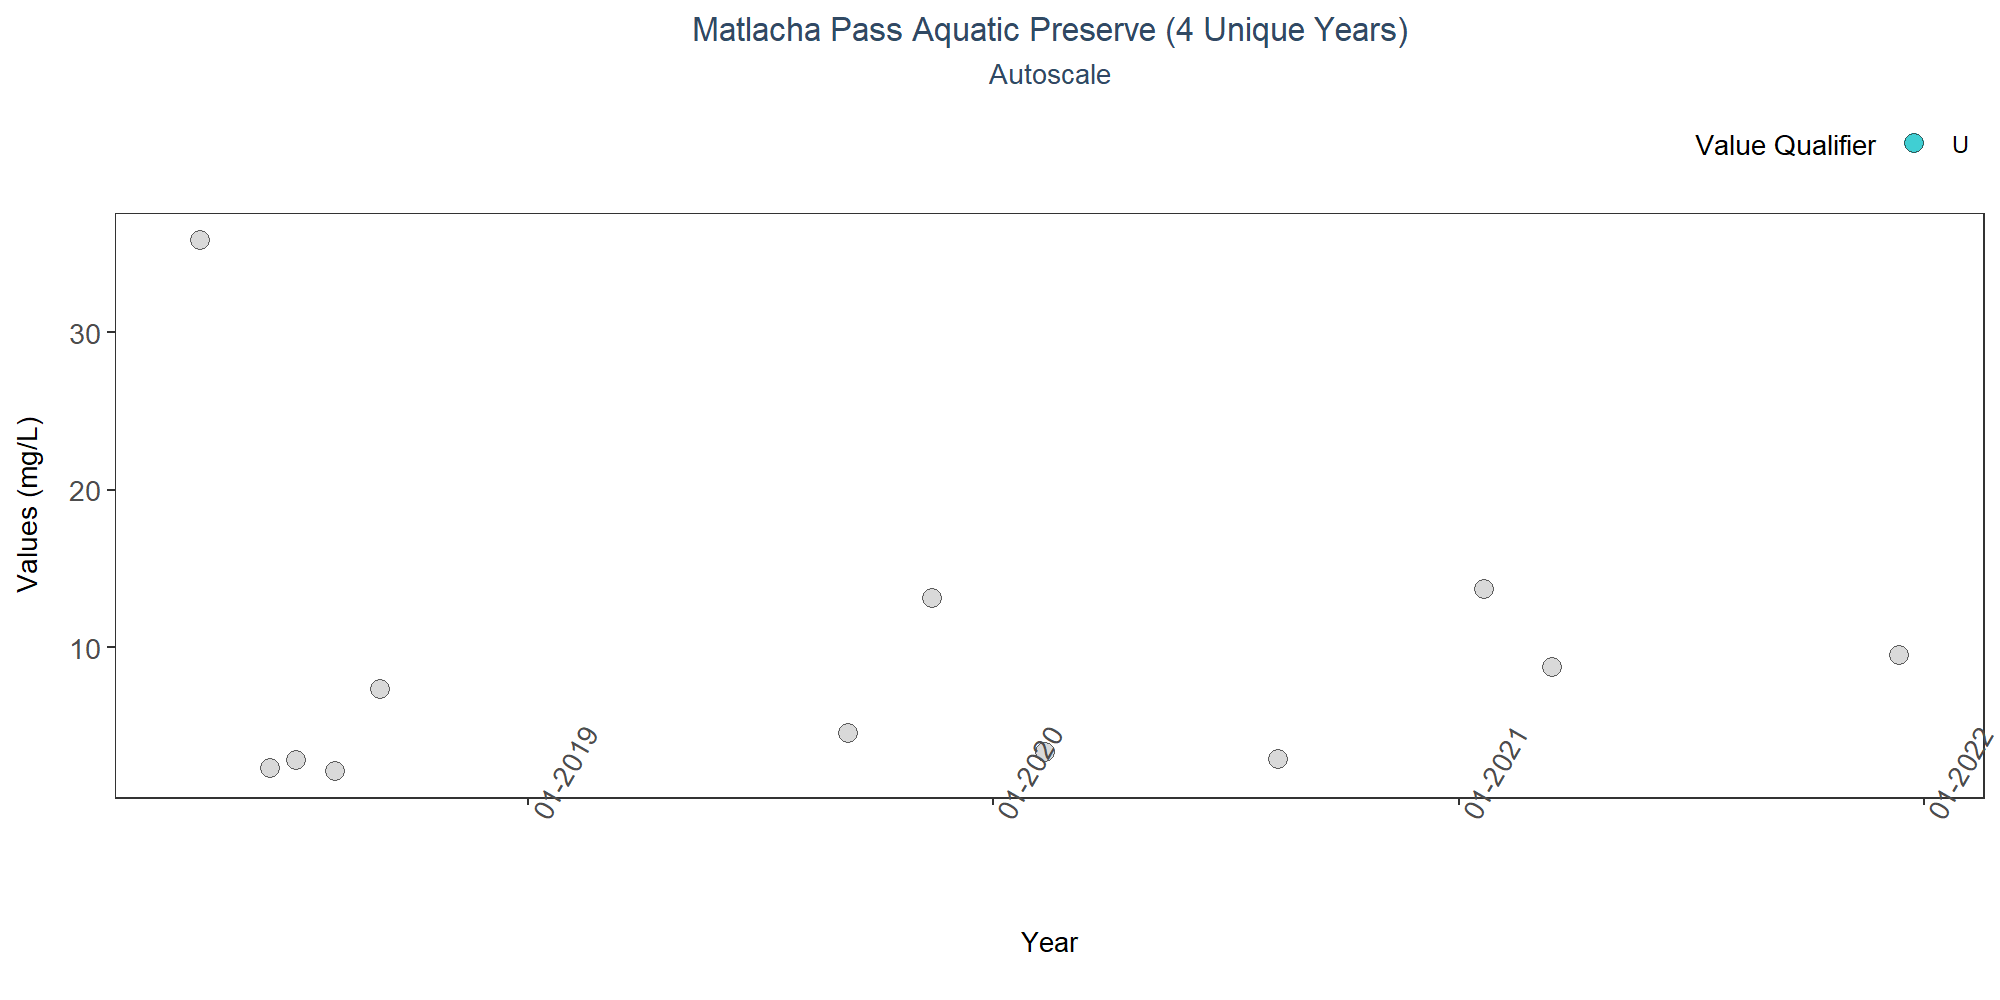 Matlacha Pass Aquatic Preserve (4 Unique Years)
Autoscale
Value Qualifier U
30
20
10
Values (mg/L)
01-2019
01-2020
01-2021
01-2022
Year